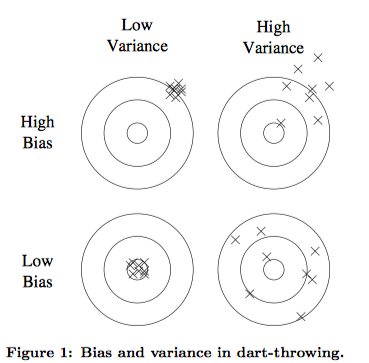 Low
Variance
High
Variance
High
Bias
Low
Bias
Figure 1: Bias and variance in dart-throwing.